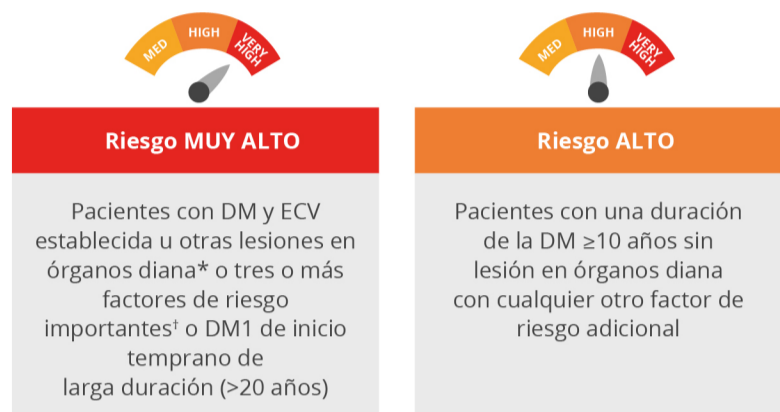 MED
HIGH
VERY
HIGH
Riesgo MUY ALTO
Pacientes con DM y ECV
establecida u otras lesiones en
órganos diana* o tres o más
factores de riesgo
importantes† o DM1 de inicio
temprano de
larga duración (>20 años)
MED
HIGH
VERY
HIGH
Riesgo ALTO
Pacientes con una duración
de la DM ≥10 años sin
lesión en órganos diana
con cualquier otro factor de
riesgo adicional